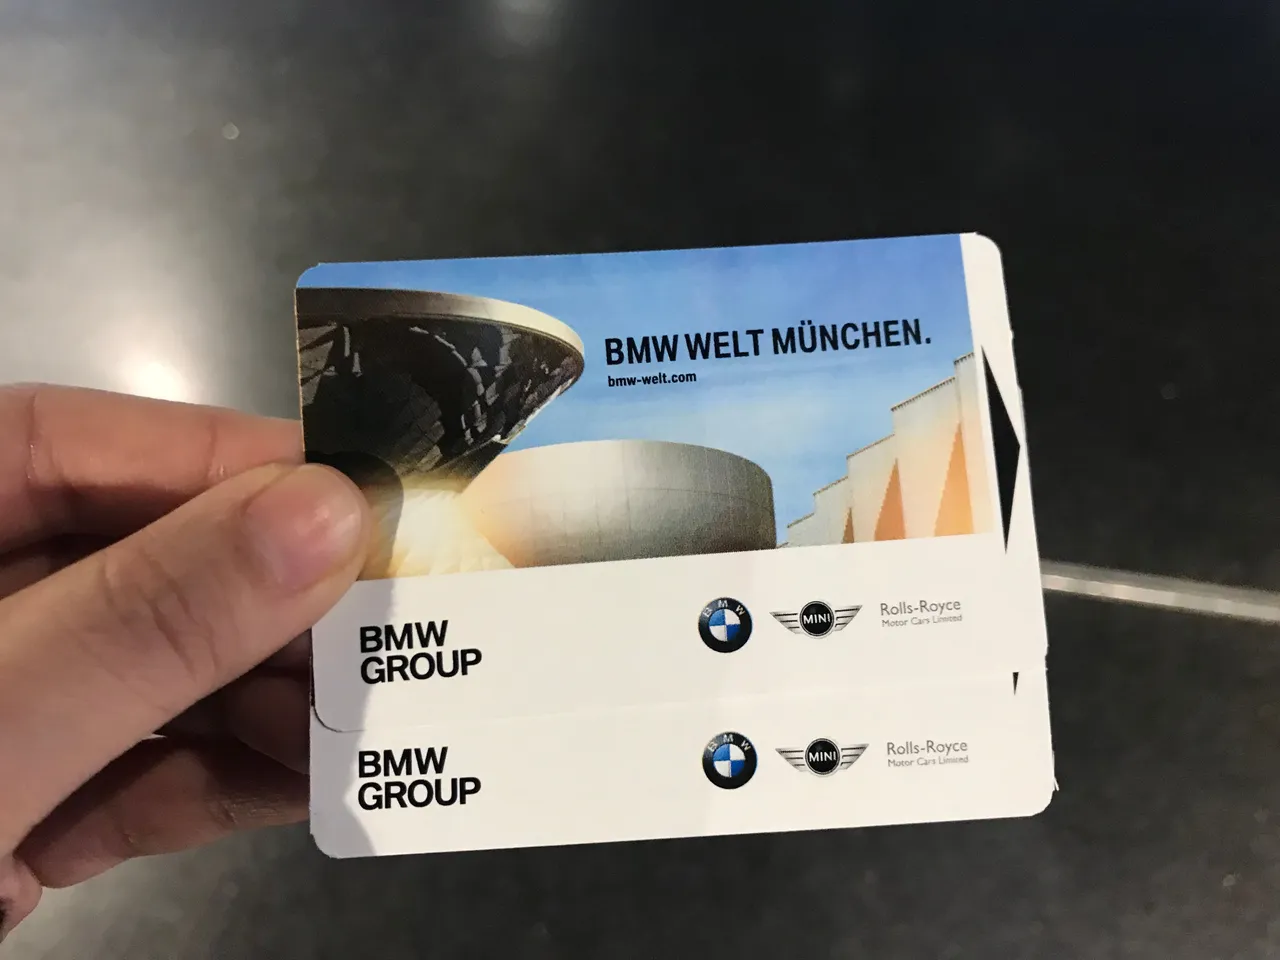 BMW WELT MÜNCHEN.
bmw-welt.com
BMW
GROUP
BMW
MINI
Rolls-Royce
Motor Cars Limited
BMW
GROUP
BMW
MINI
Rolls-Royce
Motor Cars Limited